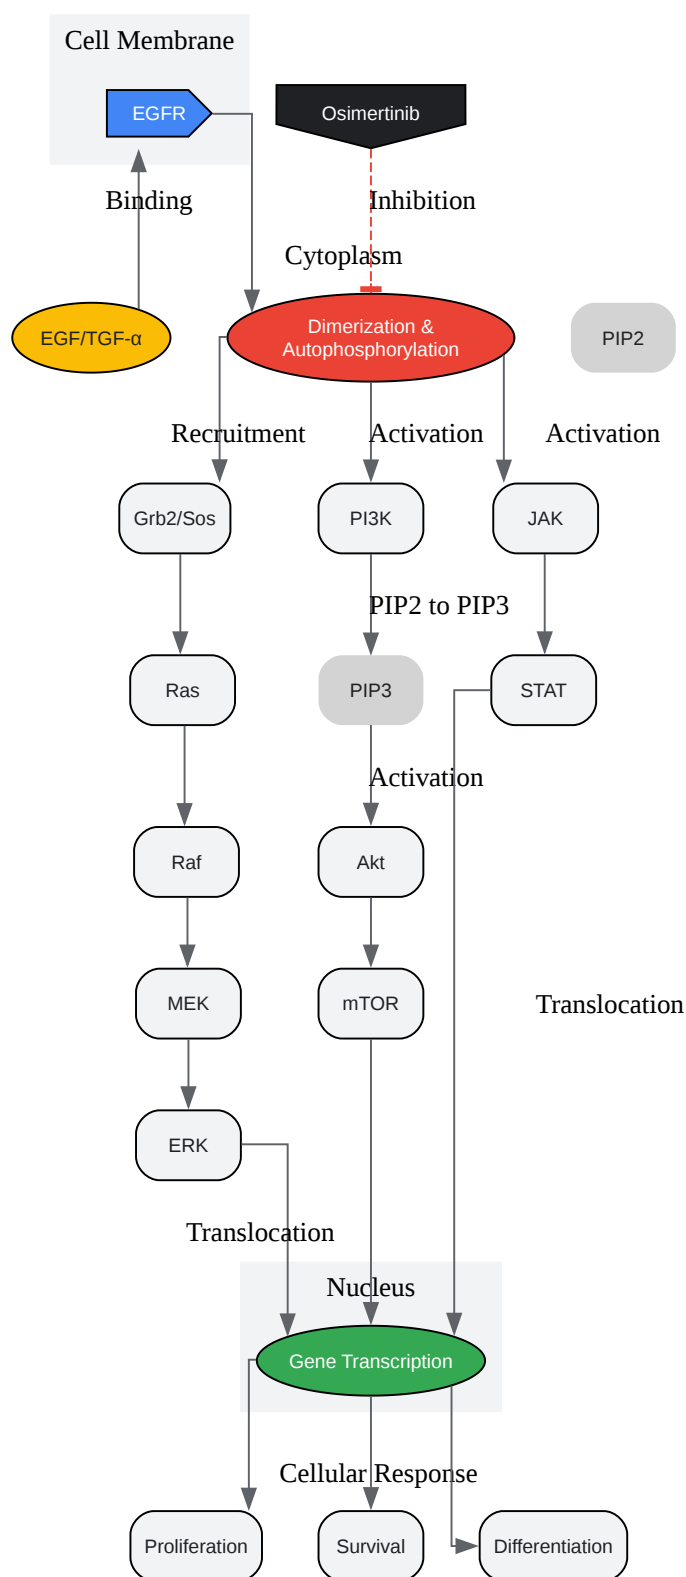 Cell Membrane
EGFR
Osimertinib
Binding
Inhibition
Cytoplasm
EGF/TGF-α
Dimerization &
Autophosphorylation
PIP2
Recruitment
Activation
Activation
Grb2/Sos
PI3K
JAK
PIP2 to PIP3
Ras
PIP3
STAT
Activation
Raf
Akt
MEK
mTOR
Translocation
ERK
Translocation
Nucleus
Gene Transcription
Cellular Response
Proliferation
Survival
Differentiation